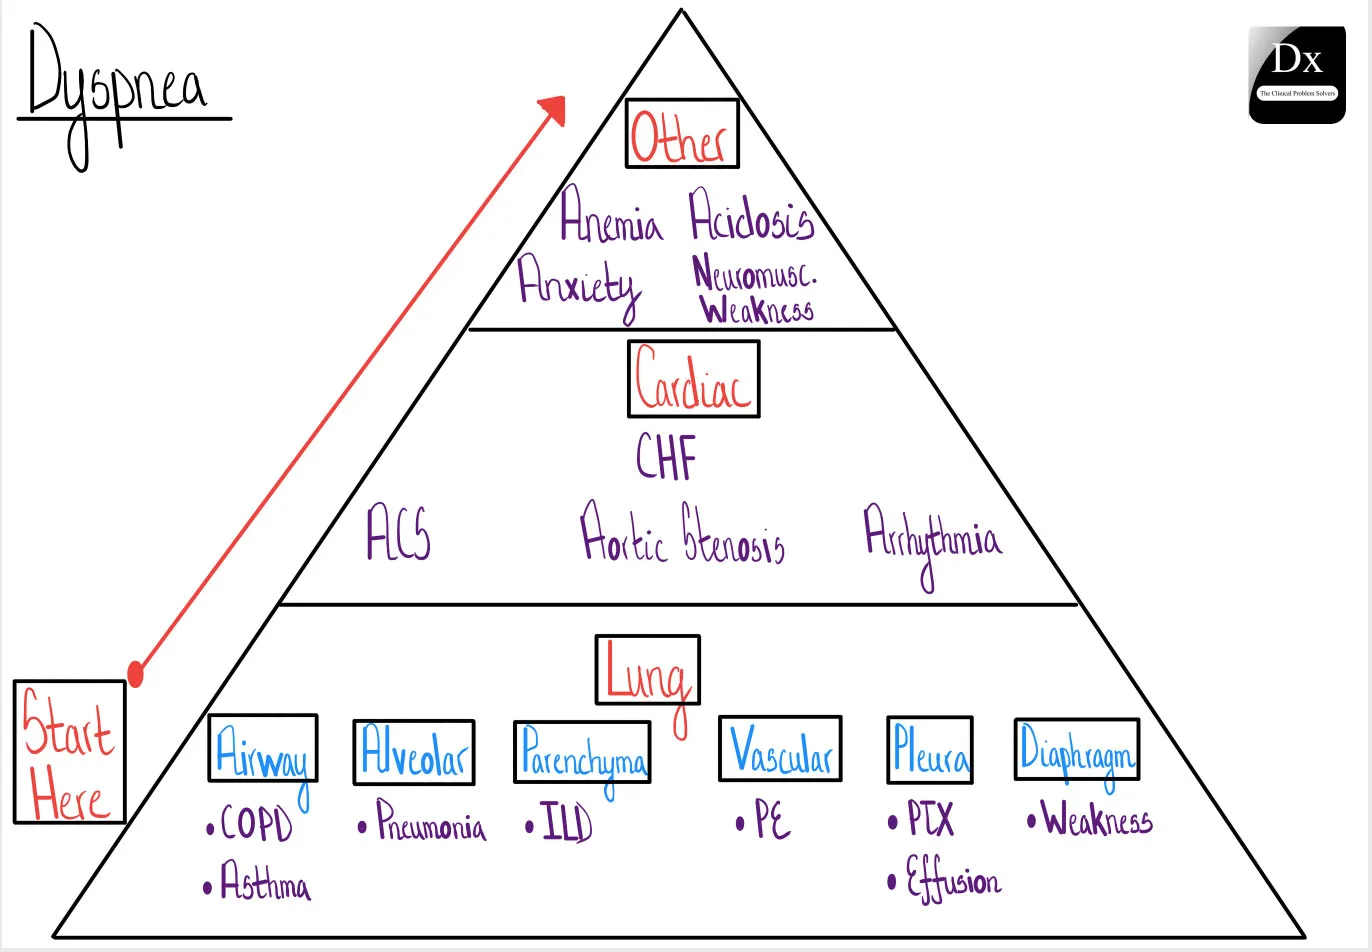 Dyspnea
Dx
The Clinical Problem Solvers
Other
Anemia Acidosis
Anxiety Neuromusc.
Weakness
Cardiac
CHF
ACS Aortic Stenosis Arrhythmia
Lung
Start
Here
Airway Alveolar Parenchyma Vascular Pleura Diaphragm
• COPD • Pneumonia • ILD • PE • PTX • Weakness
• Asthma • Effusion